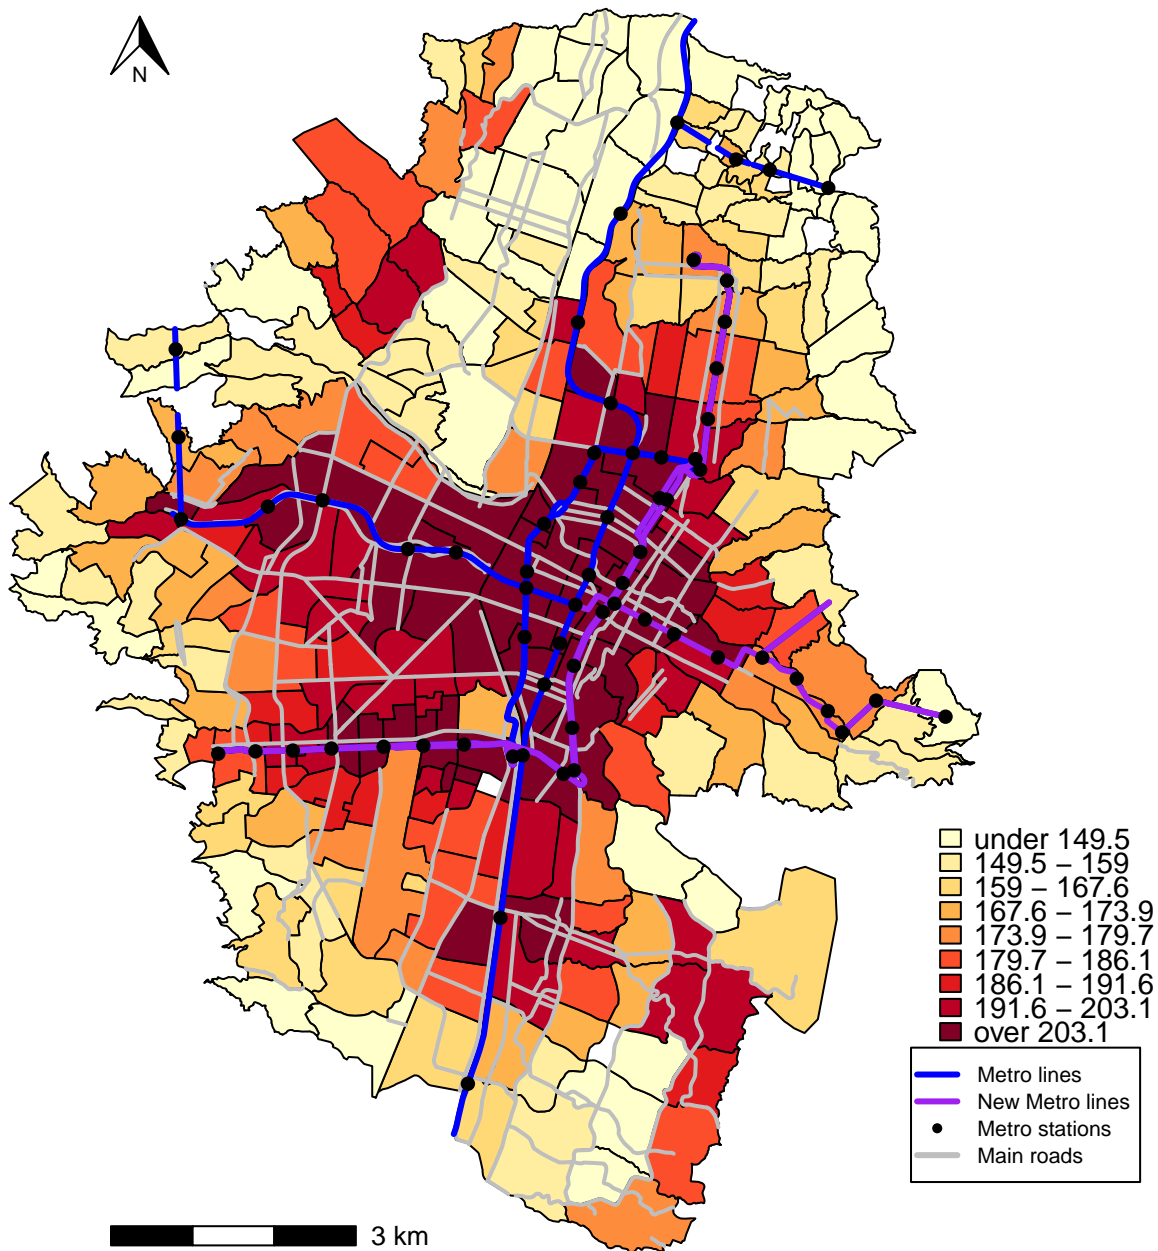 N
under 149.5
149.5 – 159
159 – 167.6
167.6 – 173.9
173.9 – 179.7
179.7 – 186.1
186.1 – 191.6
191.6 – 203.1
over 203.1
Metro lines
New Metro lines
Metro stations
Main roads
3 km